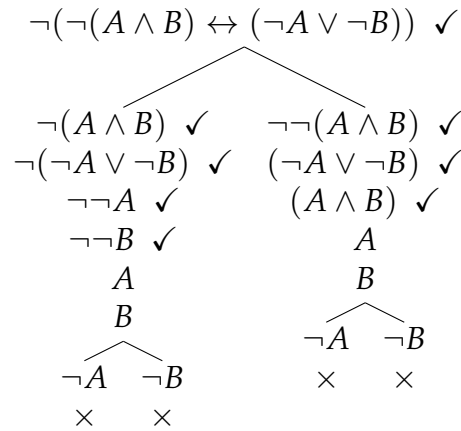 ¬(¬(A ∧ B) ↔ (¬A ∨ ¬B)) ✓
¬(A ∧ B) ✓ ¬¬(A ∧ B) ✓
¬(¬A ∨ ¬B) ✓ (¬A ∨ ¬B) ✓
¬¬A ✓ (A ∧ B) ✓
¬¬B ✓ A
A B
B
¬A ¬B
¬A ¬B × ×
× ×